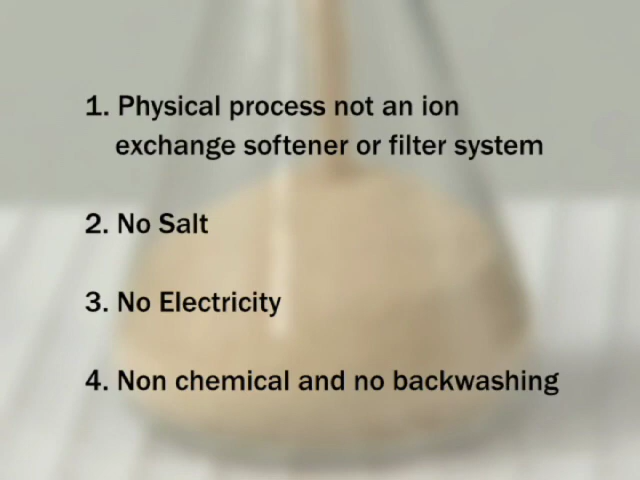 1. Physical process not an ion
exchange softener or filter system
2. No Salt
3. No Electricity
4. Non chemical and no backwashing